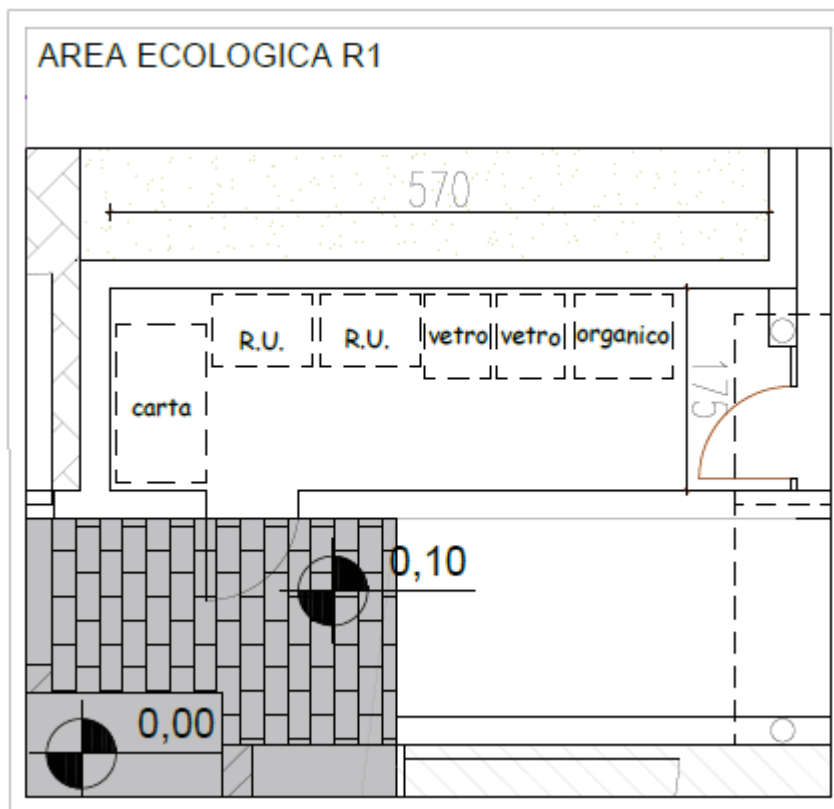 AREA ECOLOGICA R1
570
R.U.
R.U.
vetro
vetro
organico
175
carta
0,10
0,00